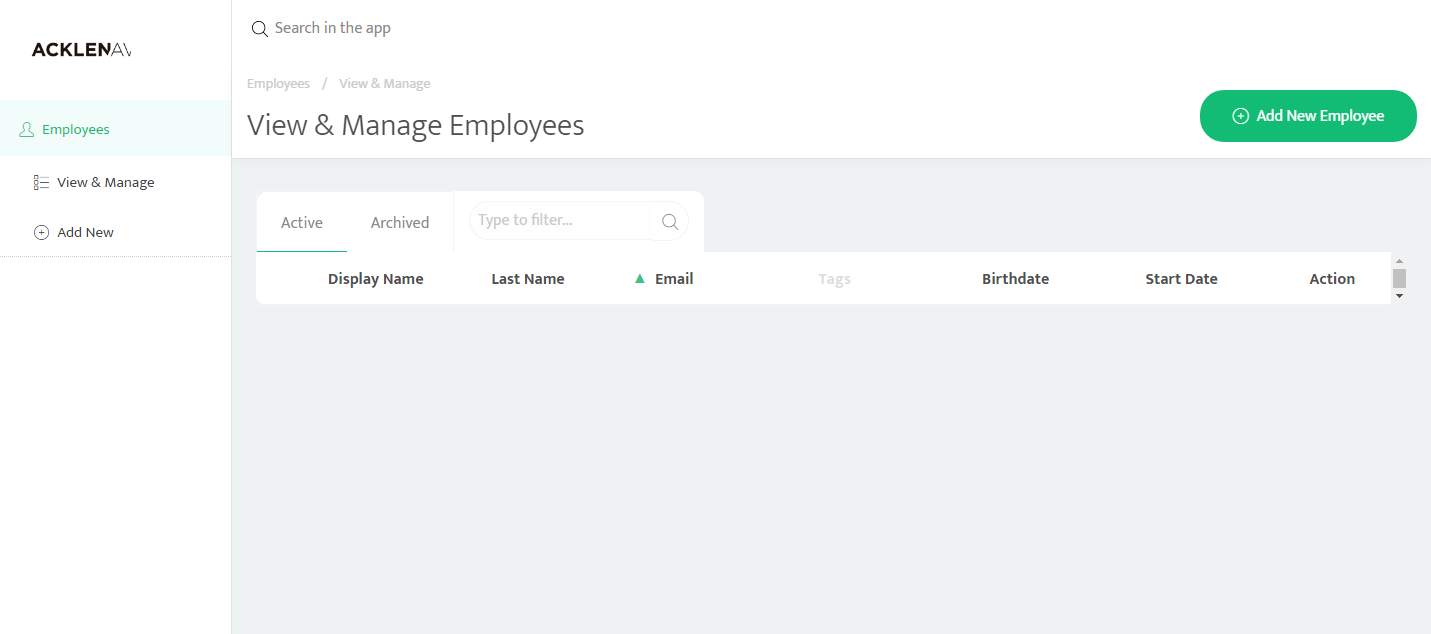 ACKLENAV
Search in the app
Employees / View & Manage
View & Manage Employees
Add New Employee
Employees
View & Manage
Add New
Active
Archived
Type to filter...
Display Name Last Name ▲ Email Tags Birthdate Start Date Action